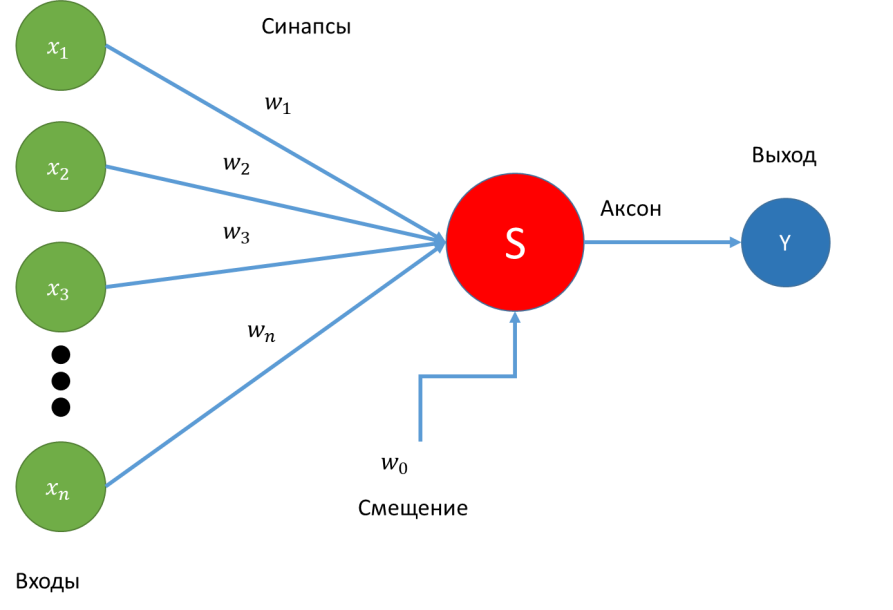 Синапсы
x₁
w₁
x₂
w₂
Выход
Аксон
w₃
S
Y
x₃
wₙ
w₀
xₙ
Смещение
Входы